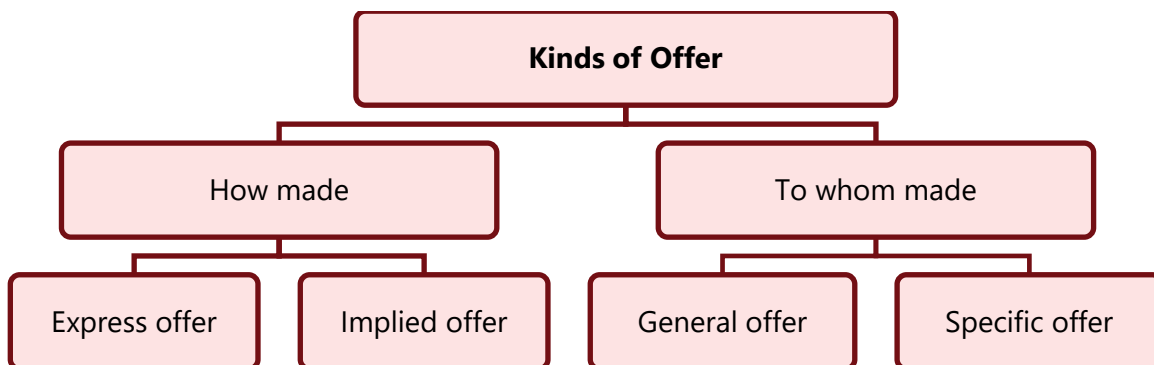 Kinds of Offer
How made
To whom made
Express offer
Implied offer
General offer
Specific offer